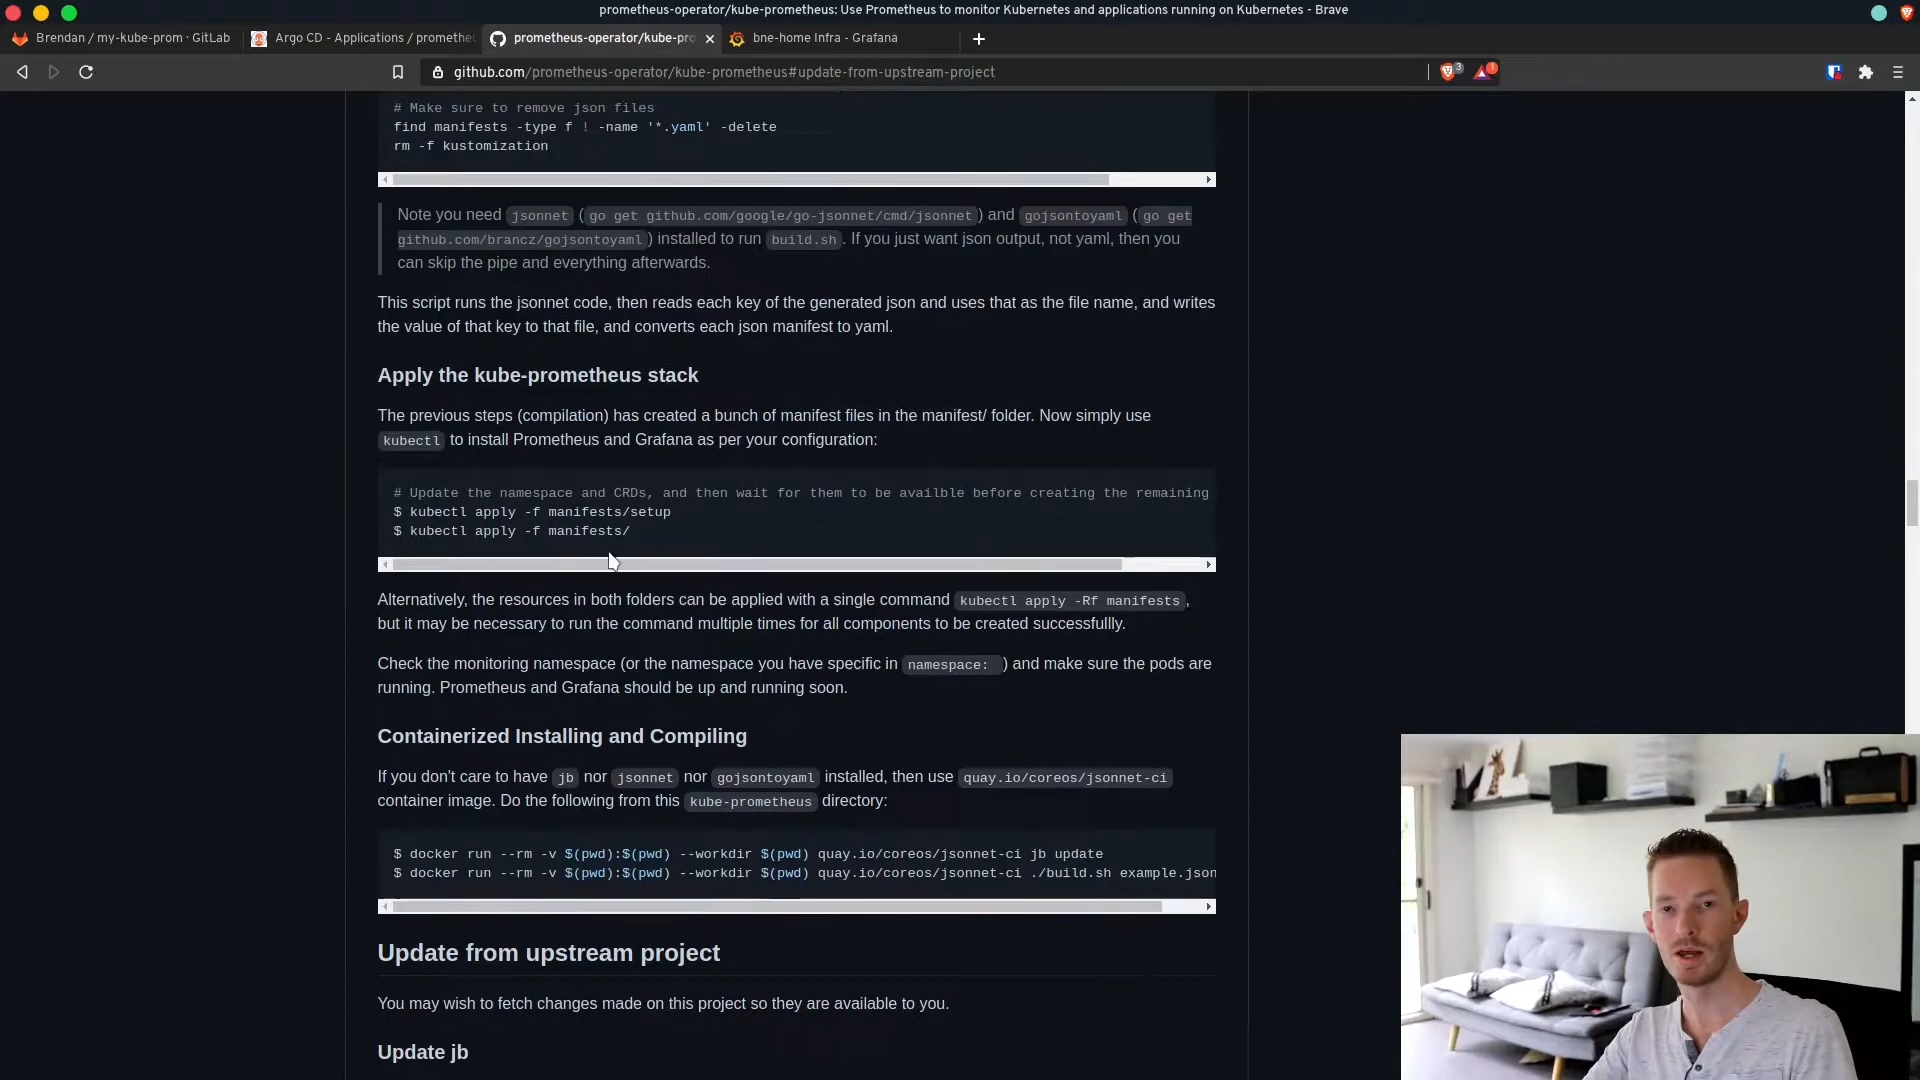 prometheus-operator/kube-prometheus: Use Prometheus to monitor Kubernetes and applications running on Kubernetes - Brave
Brendan / my-kube-prom · GitLab
Argo CD - Applications / promethe
prometheus-operator/kube-pro
bne-home Infra - Grafana
github.com/prometheus-operator/kube-prometheus#update-from-upstream-project
3
1
# Make sure to remove json files
find manifests -type f ! -name '*.yaml' -delete
rm -f kustomization
Note you need jsonnet ( go get github.com/google/go-jsonnet/cmd/jsonnet ) and gojsontoyaml ( go get
github.com/brancz/gojsontoyaml ) installed to run build.sh . If you just want json output, not yaml, then you
can skip the pipe and everything afterwards.
This script runs the jsonnet code, then reads each key of the generated json and uses that as the file name, and writes
the value of that key to that file, and converts each json manifest to yaml.
Apply the kube-prometheus stack
The previous steps (compilation) has created a bunch of manifest files in the manifest/ folder. Now simply use
kubectl to install Prometheus and Grafana as per your configuration:
# Update the namespace and CRDs, and then wait for them to be availble before creating the remaining
$ kubectl apply -f manifests/setup
$ kubectl apply -f manifests/
Alternatively, the resources in both folders can be applied with a single command kubectl apply -Rf manifests ,
but it may be necessary to run the command multiple times for all components to be created successfullly.
Check the monitoring namespace (or the namespace you have specific in namespace: ) and make sure the pods are
running. Prometheus and Grafana should be up and running soon.
Containerized Installing and Compiling
If you don't care to have jb nor jsonnet nor gojsontoyaml installed, then use quay.io/coreos/jsonnet-ci
container image. Do the following from this kube-prometheus directory:
$ docker run --rm -v $(pwd):$(pwd) --workdir $(pwd) quay.io/coreos/jsonnet-ci jb update
$ docker run --rm -v $(pwd):$(pwd) --workdir $(pwd) quay.io/coreos/jsonnet-ci ./build.sh example.json
Update from upstream project
You may wish to fetch changes made on this project so they are available to you.
Update jb